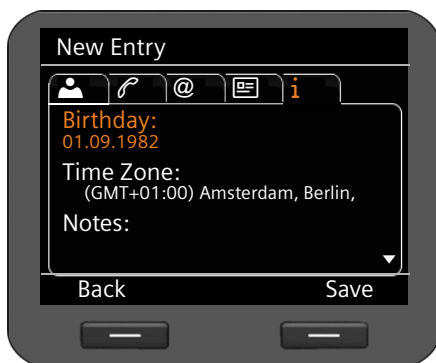 New Entry
@ i
Birthday:
01.09.1982
Time Zone:
(GMT+01:00) Amsterdam, Berlin,
Notes:
Back Save